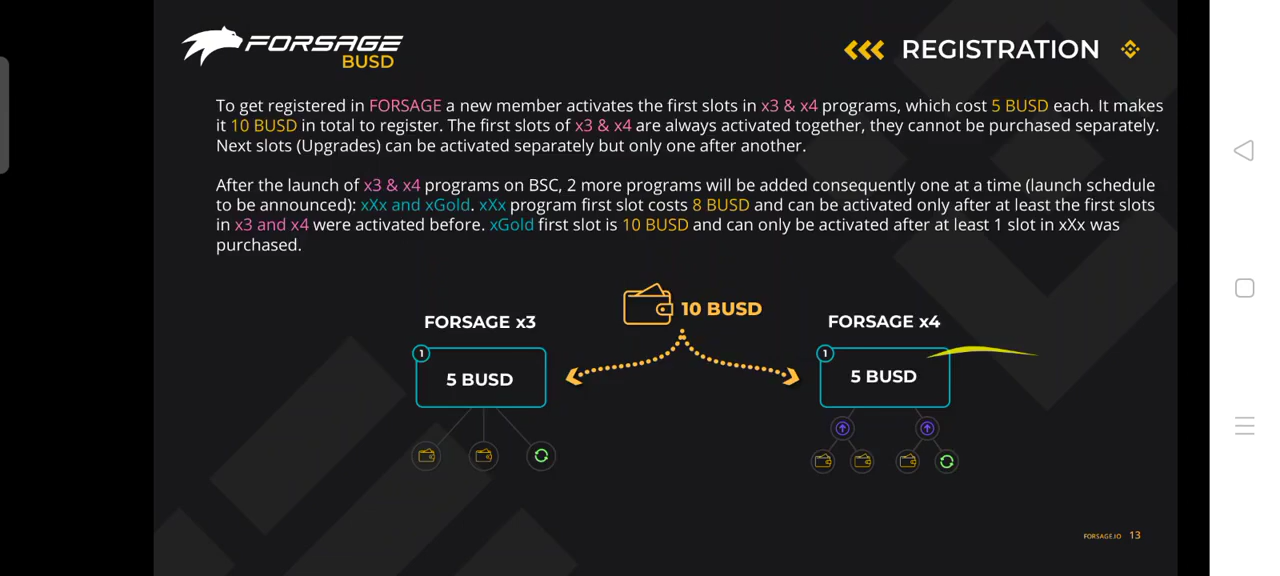 FORSAGE
BUSD
REGISTRATION
To get registered in FORSAGE a new member activates the first slots in x3 & x4 programs, which cost 5 BUSD each. It makes
it 10 BUSD in total to register. The first slots of x3 & x4 are always activated together, they cannot be purchased separately.
Next slots (Upgrades) can be activated separately but only one after another.
After the launch of x3 & x4 programs on BSC, 2 more programs will be added consequently one at a time (launch schedule
to be announced): xXx and xGold. xXx program first slot costs 8 BUSD and can be activated only after at least the first slots
in x3 and x4 were activated before. xGold first slot is 10 BUSD and can only be activated after at least 1 slot in xXx was
purchased.
10 BUSD
FORSAGE x3
FORSAGE x4
1
1
5 BUSD
5 BUSD
FORSAGE.IO 13